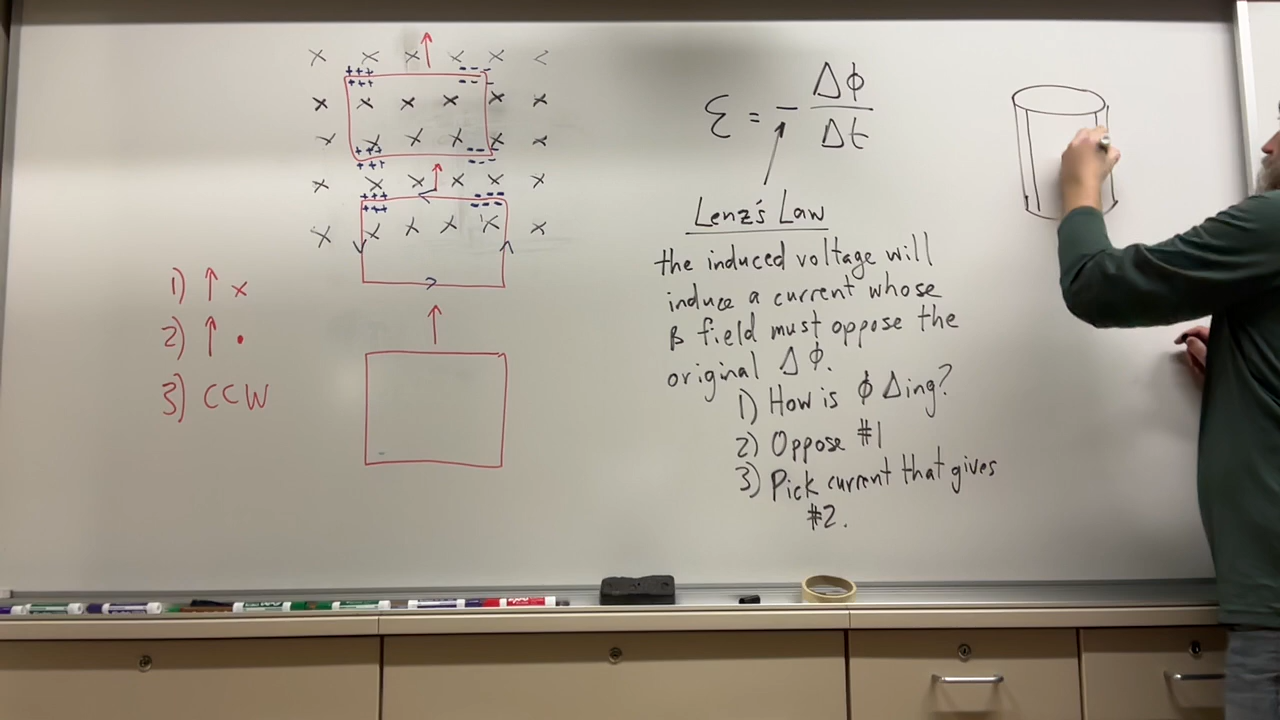 × × × × × ×
+++ ---
+++ ---
× × × × × ×
× × × × × ×
+++ ---
+++ ---
× × × × ×
+++ ---
+++ ---
× × × × × ×
1) ↑ ×
2) ↑ •
3) CCW
Ɛ = - Δϕ / Δt
Lenz's Law
the induced voltage will
induce a current whose
B field must oppose the
original Δϕ.
1) How is ϕ Δing?
2) Oppose #1
3) Pick current that gives
#2.